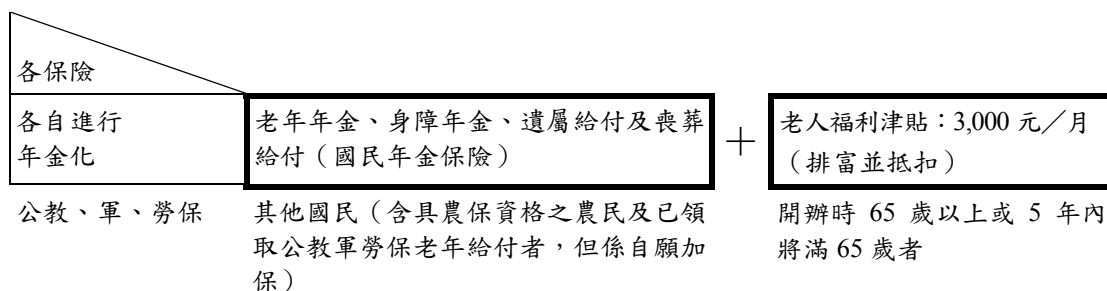 各保險
各自進行
年金化
老年年金、身障年金、遺屬給付及喪葬
給付（國民年金保險）
＋
老人福利津貼：3,000 元／月
（排富並抵扣）
公教、軍、勞保
其他國民（含具農保資格之農民及已領
取公教軍勞保老年給付者，但係自願加
保）
開辦時 65 歲以上或 5 年內
將滿 65 歲者